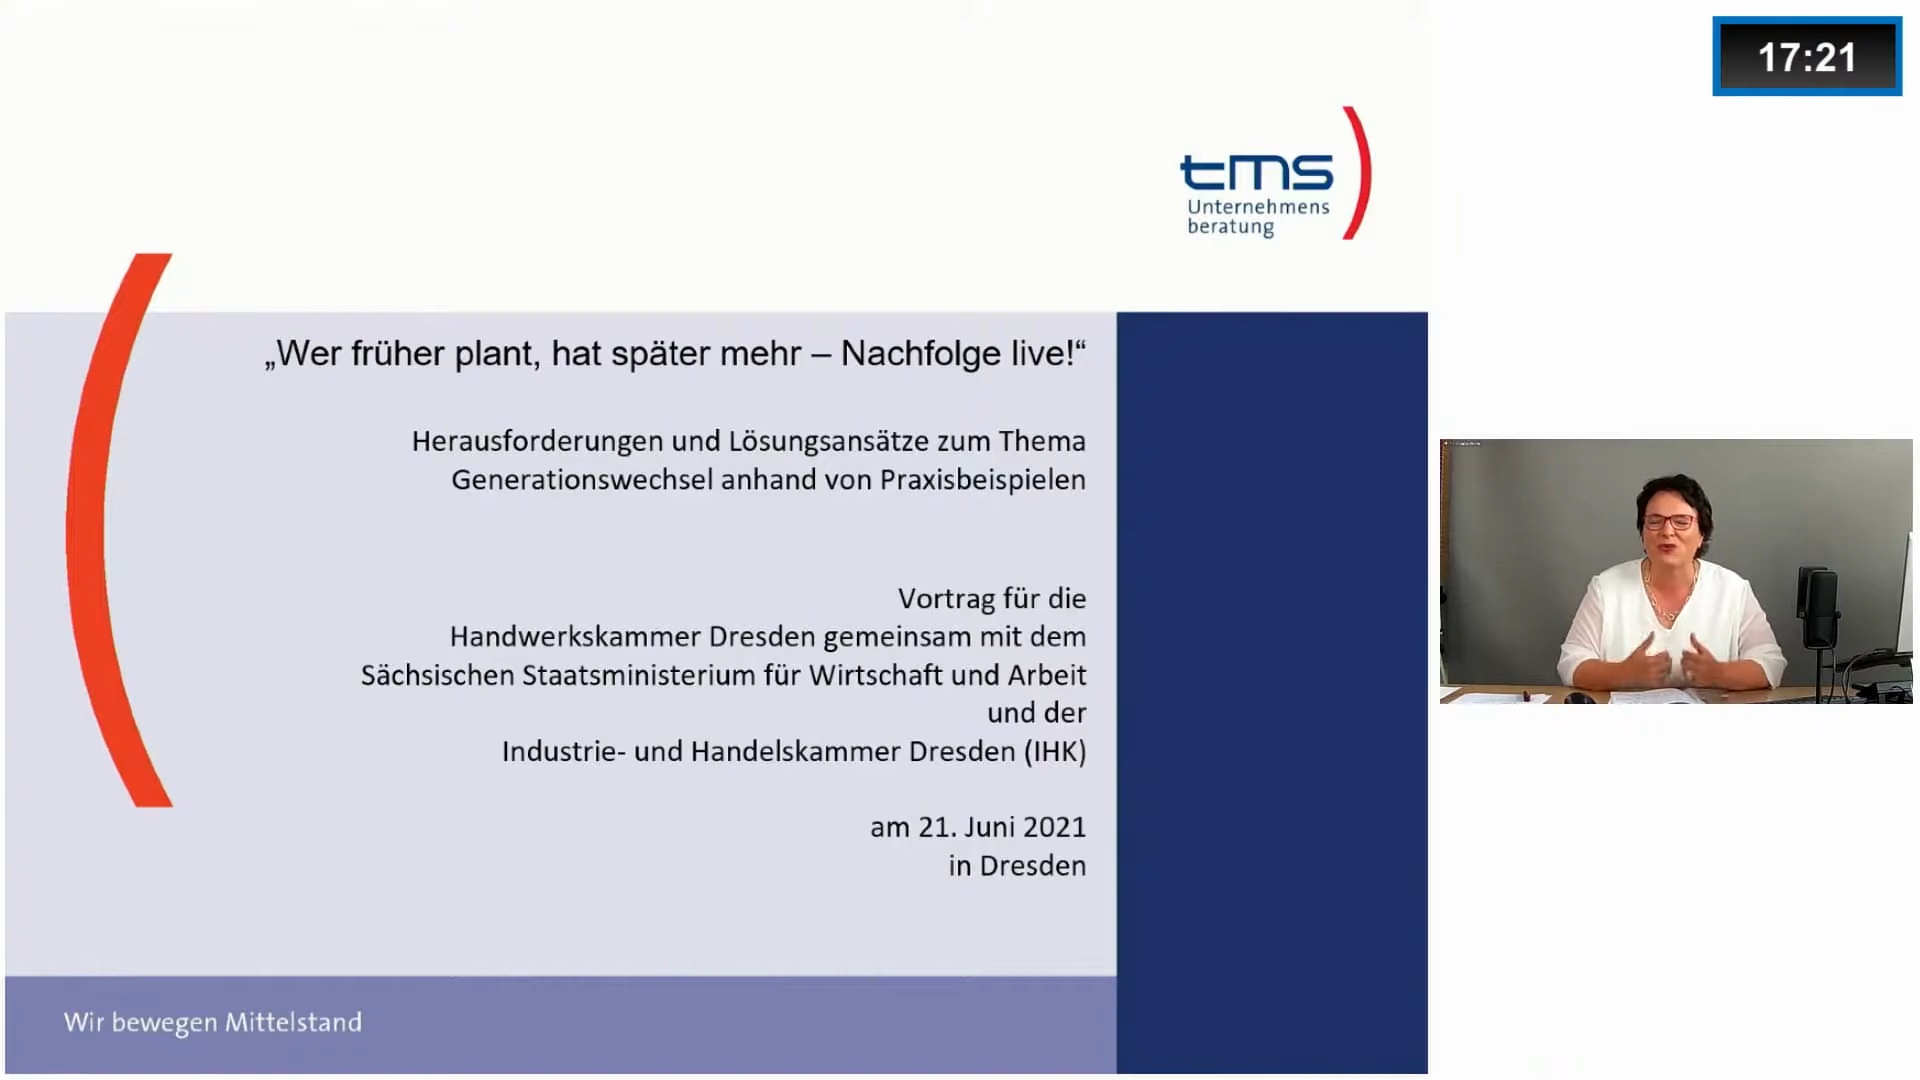 17:21
tms
Unternehmens
beratung
„Wer früher plant, hat später mehr – Nachfolge live!“
Herausforderungen und Lösungsansätze zum Thema
Generationswechsel anhand von Praxisbeispielen
Vortrag für die
Handwerkskammer Dresden gemeinsam mit dem
Sächsischen Staatsministerium für Wirtschaft und Arbeit
und der
Industrie- und Handelskammer Dresden (IHK)
am 21. Juni 2021
in Dresden
Wir bewegen Mittelstand